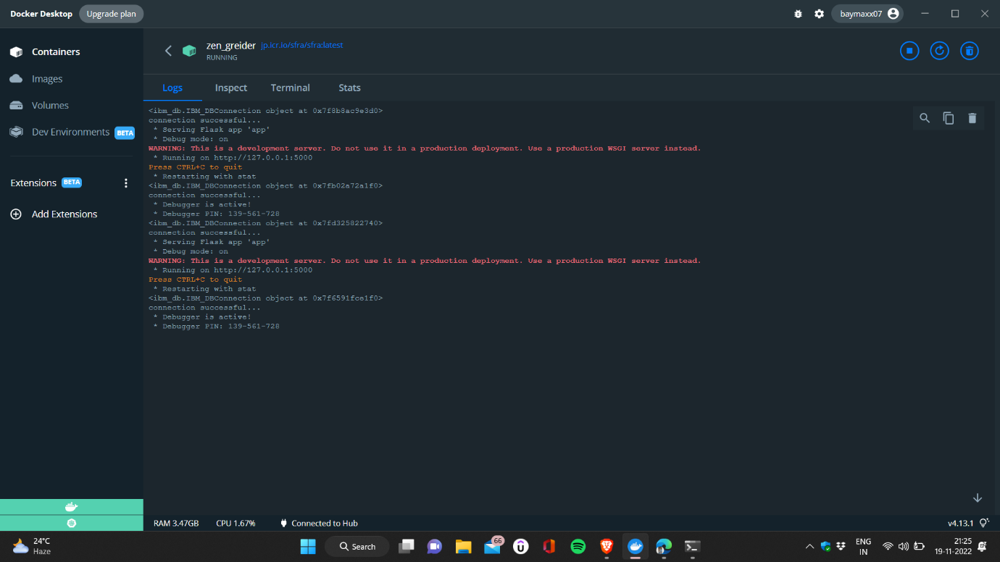 Docker Desktop
Upgrade plan
baymaxx07
Containers
Images
Volumes
Dev Environments BETA
Extensions BETA
Add Extensions
zen_greider jp.icr.io/sfra/sfra:latest
RUNNING
Logs Inspect Terminal Stats
<ibm_db.IBM_DBConnection object at 0x7f8b8ac9e3d0>
connection successful...
* Serving Flask app 'app'
* Debug mode: on
WARNING: This is a development server. Do not use it in a production deployment. Use a production WSGI server instead.
* Running on http://127.0.0.1:5000
Press CTRL+C to quit
* Restarting with stat
<ibm_db.IBM_DBConnection object at 0x7fb02a72a1f0>
connection successful...
* Debugger is active!
* Debugger PIN: 139-561-728
<ibm_db.IBM_DBConnection object at 0x7fd325822740>
connection successful...
* Serving Flask app 'app'
* Debug mode: on
WARNING: This is a development server. Do not use it in a production deployment. Use a production WSGI server instead.
* Running on http://127.0.0.1:5000
Press CTRL+C to quit
* Restarting with stat
<ibm_db.IBM_DBConnection object at 0x7f6591fce1f0>
connection successful...
* Debugger is active!
* Debugger PIN: 139-561-728
RAM 3.47GB CPU 1.67% Connected to Hub
v4.13.1
24°C
Haze
Search
66
ENG
IN
21:25
19-11-2022